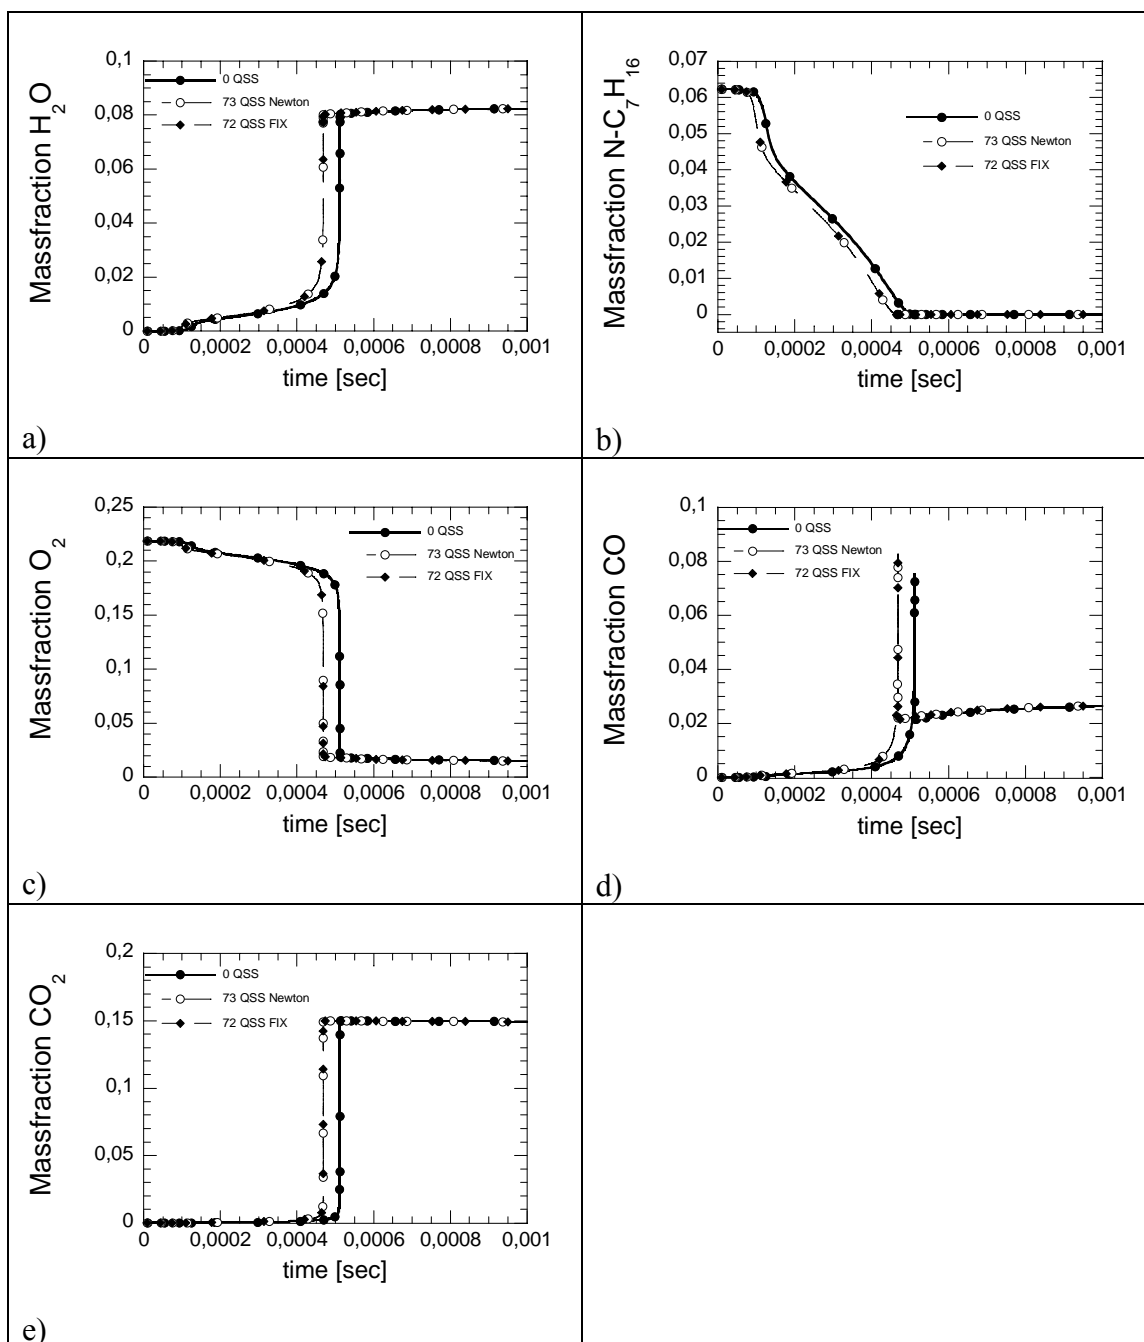 Massfraction H2O
0,1
0,08
0,06
0,04
0,02
0
0 QSS
73 QSS Newton
72 QSS FIX
0 0,0002 0,0004 0,0006 0,0008 0,001
time [sec]
a)
Massfraction N-C7H16
0,07
0,06
0,05
0,04
0,03
0,02
0,01
0
0 QSS
73 QSS Newton
72 QSS FIX
0 0,0002 0,0004 0,0006 0,0008 0,001
time [sec]
b)
Massfraction O2
0,25
0,2
0,15
0,1
0,05
0
0 QSS
73 QSS Newton
72 QSS FIX
0 0,0002 0,0004 0,0006 0,0008 0,001
time [sec]
c)
Massfraction CO
0,1
0,08
0,06
0,04
0,02
0
0 QSS
73 QSS Newton
72 QSS FIX
0 0,0002 0,0004 0,0006 0,0008 0,001
time [sec]
d)
Massfraction CO2
0,2
0,15
0,1
0,05
0
0 QSS
73 QSS Newton
72 QSS FIX
0 0,0002 0,0004 0,0006 0,0008 0,001
time [sec]
e)